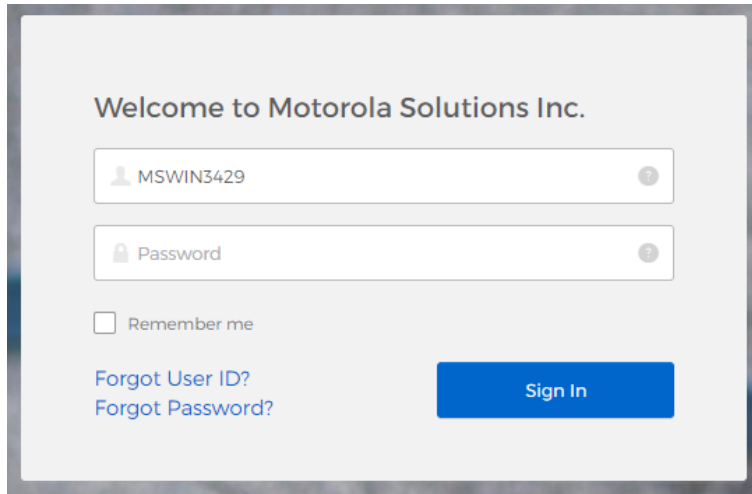 Welcome to Motorola Solutions Inc.
MSWIN3429
?
Password
?
Remember me
Forgot User ID?
Forgot Password?
Sign In